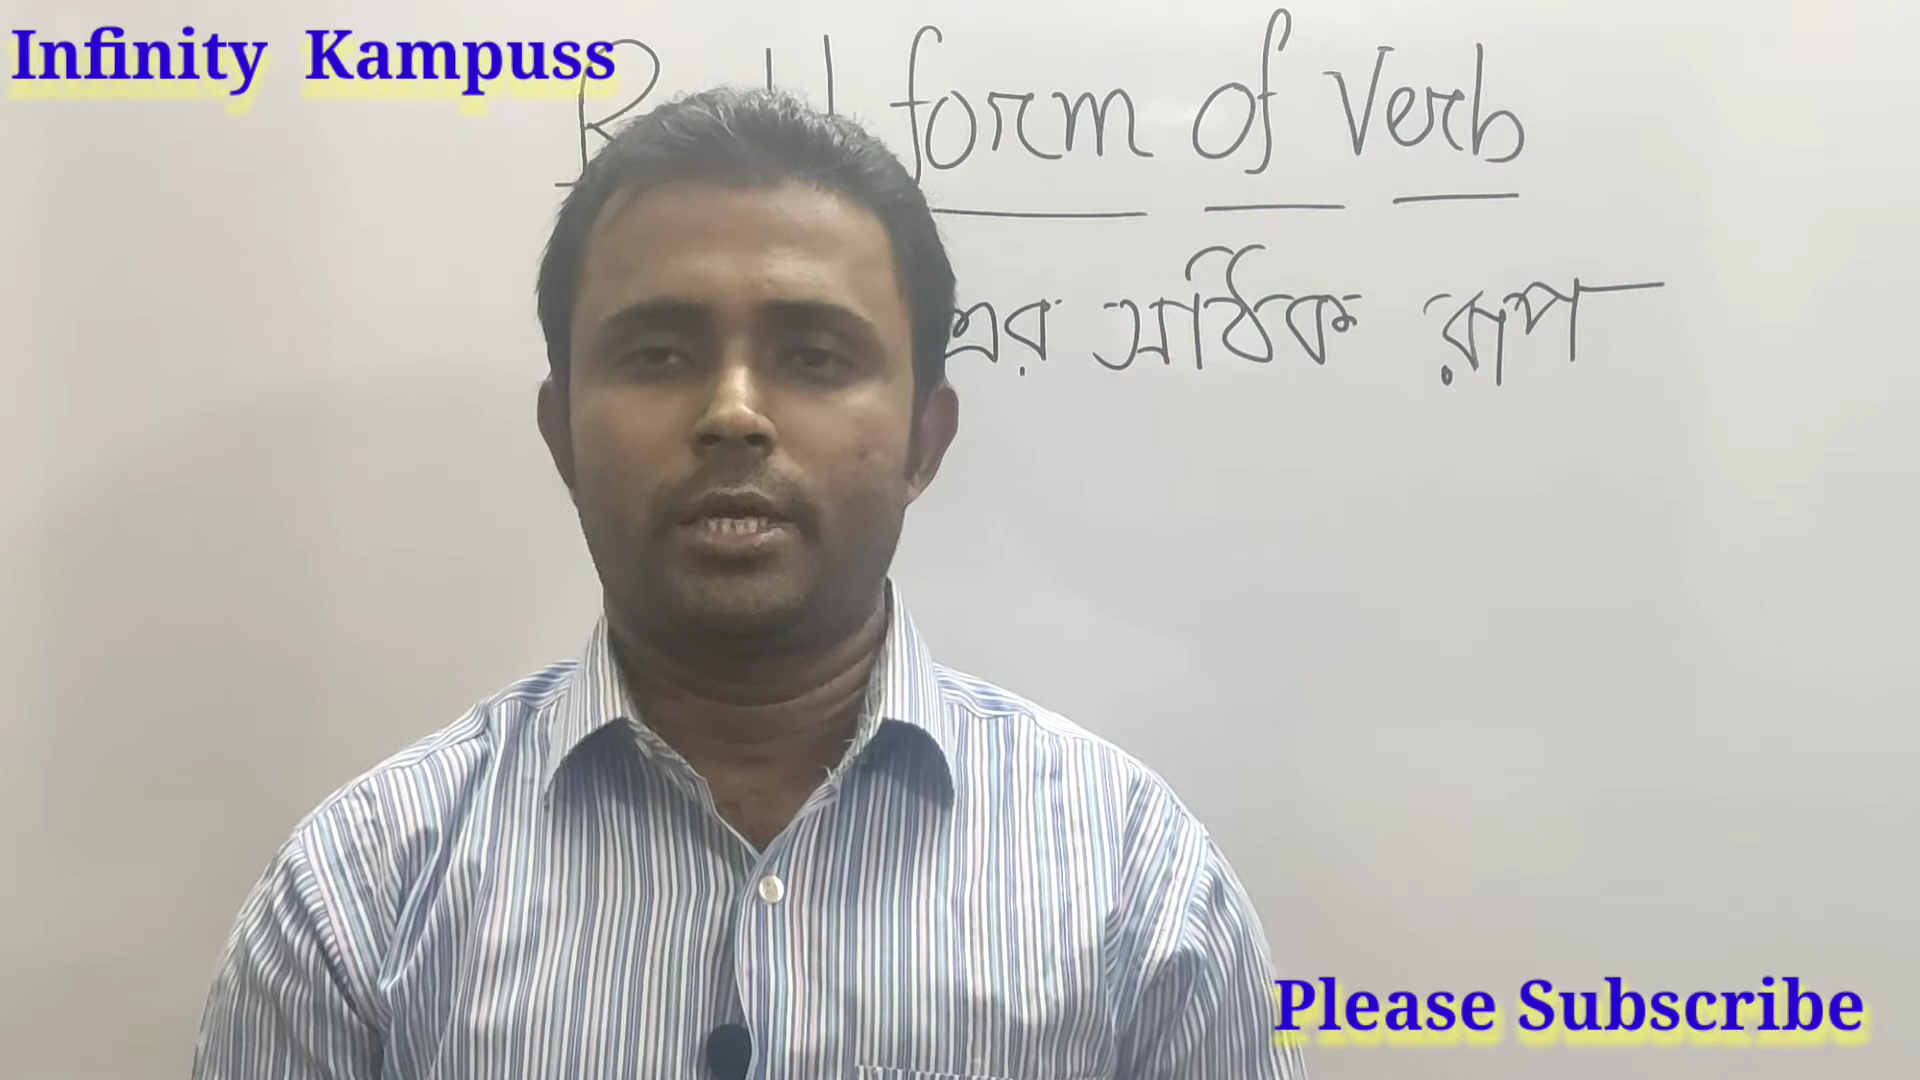 Infinity Kampuss
form of Verb
এর সঠিক রূপ
Please Subscribe